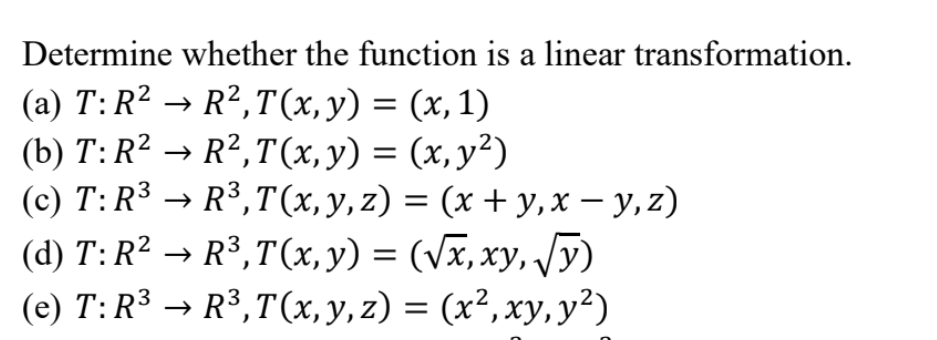 Determine whether the function is a linear transformation.
(a) T: R² → R², T(x, y) = (x, 1)
(b) T: R² → R², T(x, y) = (x, y²)
(c) T: R³ → R³, T(x, y, z) = (x + y, x − y, z)
(d) T: R² → R³, T(x, y) = (√x, xy, √y)
(e) T: R³ → R³, T(x, y, z) = (x², xy, y²)